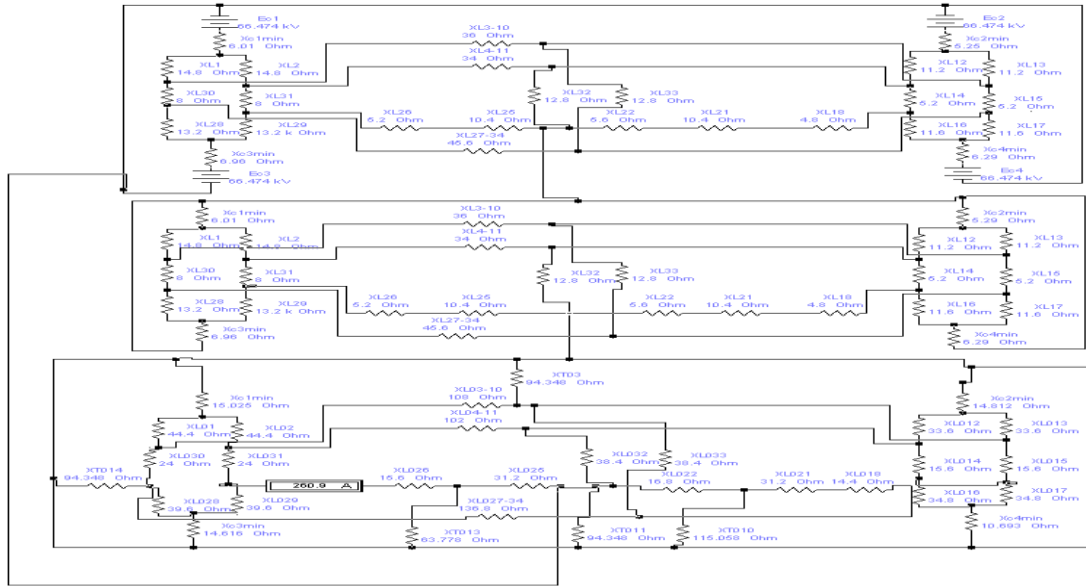 Ec1
66.474 kV
Xc1min
6.01 Ohm
XL1
14.8 Ohm
XL2
14.8 Ohm
XL30
8 Ohm
XL31
8 Ohm
XL28
13.2 Ohm
XL29
13.2 k Ohm
Xc3min
6.96 Ohm
Ec3
66.474 kV
XL3-10
36 Ohm
XL4-11
34 Ohm
XL32
12.8 Ohm
XL33
12.8 Ohm
XL26
5.2 Ohm
XL25
10.4 Ohm
XL22
5.6 Ohm
XL21
10.4 Ohm
XL18
4.8 Ohm
XL27-34
45.6 Ohm
Ec2
66.474 kV
Xc2min
5.25 Ohm
XL12
11.2 Ohm
XL13
11.2 Ohm
XL14
5.2 Ohm
XL15
5.2 Ohm
XL16
11.6 Ohm
XL17
11.6 Ohm
Xc4min
6.29 Ohm
Ec4
66.474 kV
Xc1min
6.01 Ohm
XL1
14.8 Ohm
XL2
14.8 Ohm
XL30
8 Ohm
XL31
8 Ohm
XL28
13.2 Ohm
XL29
13.2 k Ohm
Xc3min
6.96 Ohm
XL3-10
36 Ohm
XL4-11
34 Ohm
XL32
12.8 Ohm
XL33
12.8 Ohm
XL26
5.2 Ohm
XL25
10.4 Ohm
XL22
5.6 Ohm
XL21
10.4 Ohm
XL18
4.8 Ohm
XL27-34
45.6 Ohm
Xc2min
5.29 Ohm
XL12
11.2 Ohm
XL13
11.2 Ohm
XL14
5.2 Ohm
XL15
5.2 Ohm
XL16
11.6 Ohm
XL17
11.6 Ohm
Xc4min
6.29 Ohm
XT03
94.348 Ohm
Xc1min
15.025 Ohm
XL01
44.4 Ohm
XL02
44.4 Ohm
XL030
24 Ohm
XL031
24 Ohm
XT014
94.348 Ohm
XL028
39.6 Ohm
XL029
39.6 Ohm
Xc3min
14.616 Ohm
260.9 A
XL03-10
108 Ohm
XL04-11
102 Ohm
XL032
38.4 Ohm
XL033
38.4 Ohm
XL026
15.6 Ohm
XL025
31.2 Ohm
XL022
16.8 Ohm
XL021
31.2 Ohm
XL018
14.4 Ohm
XL027-34
136.8 Ohm
XT013
63.778 Ohm
XT011
94.348 Ohm
XT010
115.058 Ohm
Xc2min
14.812 Ohm
XL012
33.6 Ohm
XL013
33.6 Ohm
XL014
15.6 Ohm
XL015
15.6 Ohm
XL016
34.8 Ohm
XL017
34.8 Ohm
Xc4min
10.693 Ohm